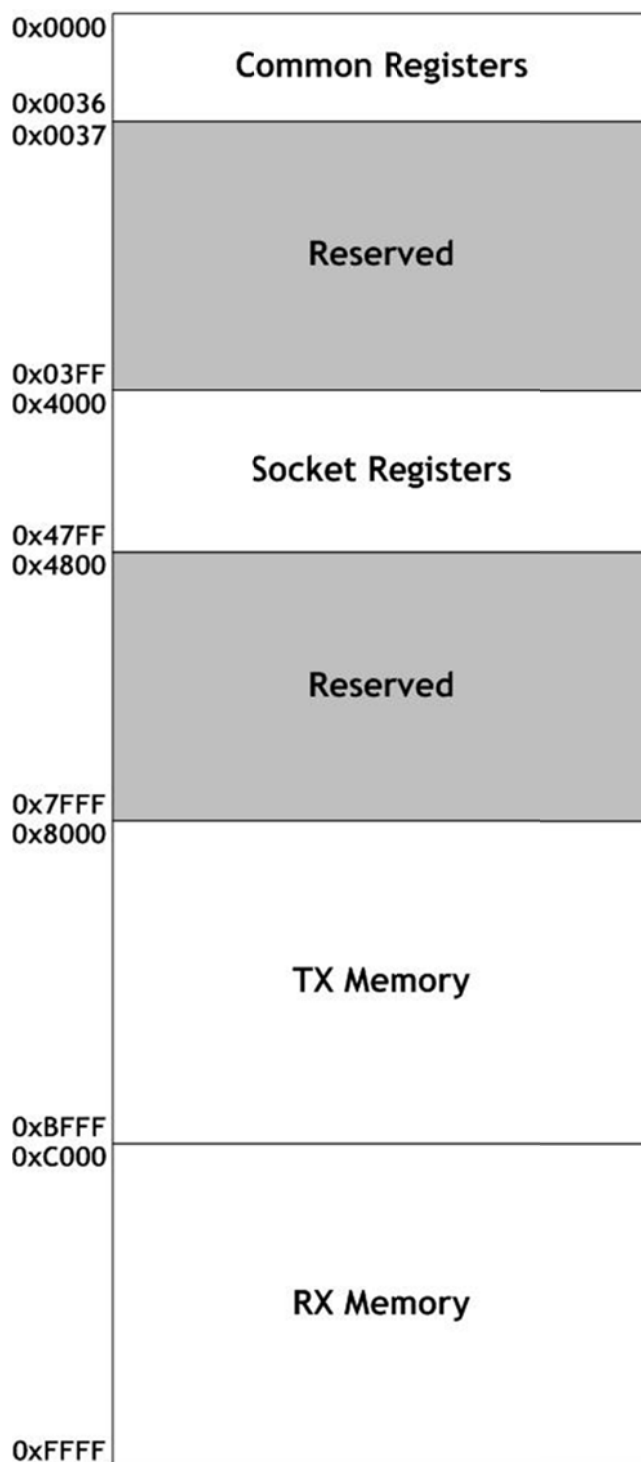 0x0000
Common Registers
0x0036
0x0037
Reserved
0x03FF
0x4000
Socket Registers
0x47FF
0x4800
Reserved
0x7FFF
0x8000
TX Memory
0xBFFF
0xC000
RX Memory
0xFFFF